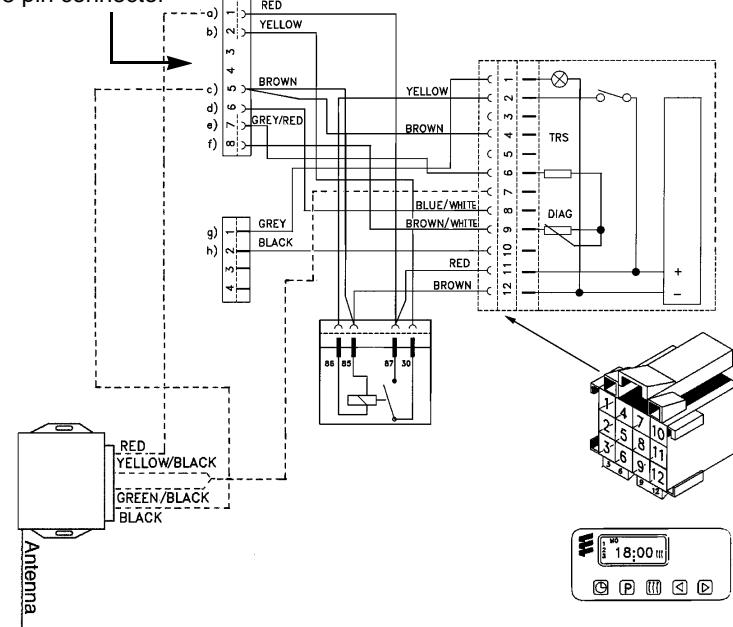 8 pin connector
a) 1 RED
b) 2 YELLOW
3
4
c) 5 BROWN
d) 6
e) 7 GREY/RED
f) 8
g) 1 GREY
h) 2 BLACK
3
4
YELLOW
BROWN
BLUE/WHITE
BROWN/WHITE
RED
BROWN
1
2
3
4
5
6
7
8
9
10
11
12
TRS
DIAG
+
−
86 85 87 30
RED
YELLOW/BLACK
GREEN/BLACK
BLACK
Antenna
1 4 7 10
2 5 8 11
3 6 9 12
MO
1
2
3
18:00
P